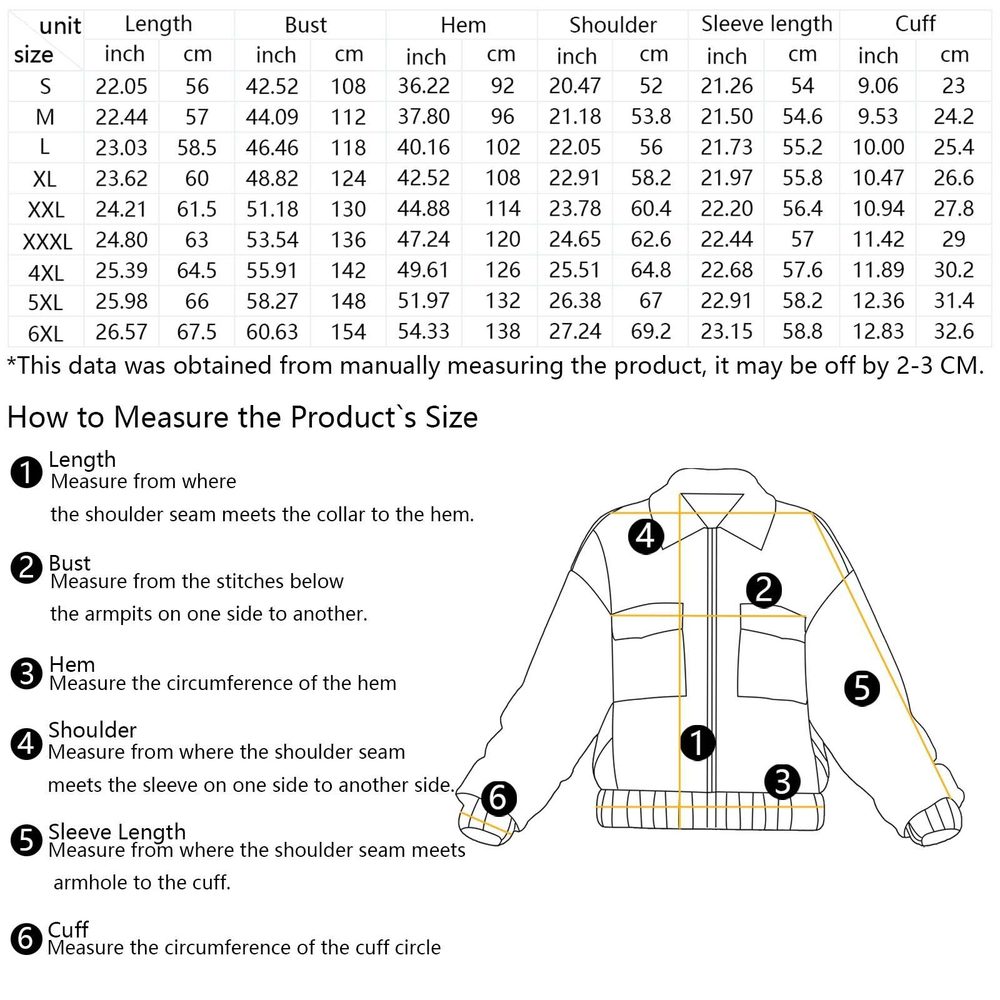 unit Length Bust Hem Shoulder Sleeve length Cuff
size inch cm inch cm inch cm inch cm inch cm inch cm
S 22.05 56 42.52 108 36.22 92 20.47 52 21.26 54 9.06 23
M 22.44 57 44.09 112 37.80 96 21.18 53.8 21.50 54.6 9.53 24.2
L 23.03 58.5 46.46 118 40.16 102 22.05 56 21.73 55.2 10.00 25.4
XL 23.62 60 48.82 124 42.52 108 22.91 58.2 21.97 55.8 10.47 26.6
XXL 24.21 61.5 51.18 130 44.88 114 23.78 60.4 22.20 56.4 10.94 27.8
XXXL 24.80 63 53.54 136 47.24 120 24.65 62.6 22.44 57 11.42 29
4XL 25.39 64.5 55.91 142 49.61 126 25.51 64.8 22.68 57.6 11.89 30.2
5XL 25.98 66 58.27 148 51.97 132 26.38 67 22.91 58.2 12.36 31.4
6XL 26.57 67.5 60.63 154 54.33 138 27.24 69.2 23.15 58.8 12.83 32.6
*This data was obtained from manually measuring the product, it may be off by 2-3 CM.
How to Measure the Product`s Size
1 Length
Measure from where
the shoulder seam meets the collar to the hem.
2 Bust
Measure from the stitches below
the armpits on one side to another.
3 Hem
Measure the circumference of the hem
4 Shoulder
Measure from where the shoulder seam
meets the sleeve on one side to another side.
5 Sleeve Length
Measure from where the shoulder seam meets
armhole to the cuff.
6 Cuff
Measure the circumference of the cuff circle
4
2
5
1
3
6